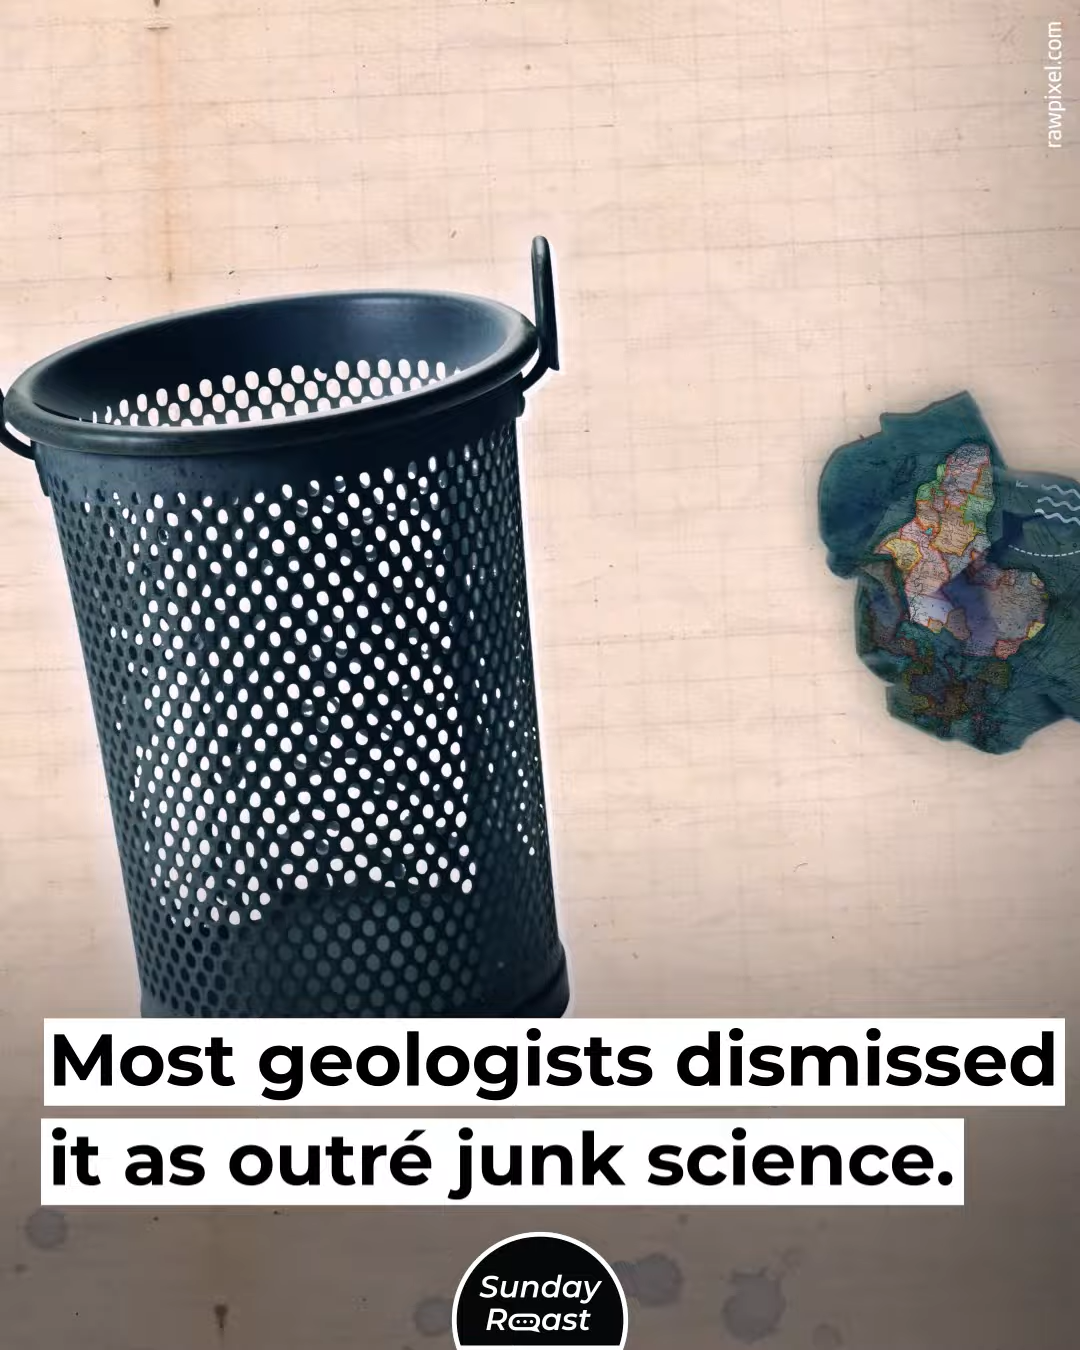 rawpixel.com
Most geologists dismissed
it as outré junk science.
Sunday
Roast